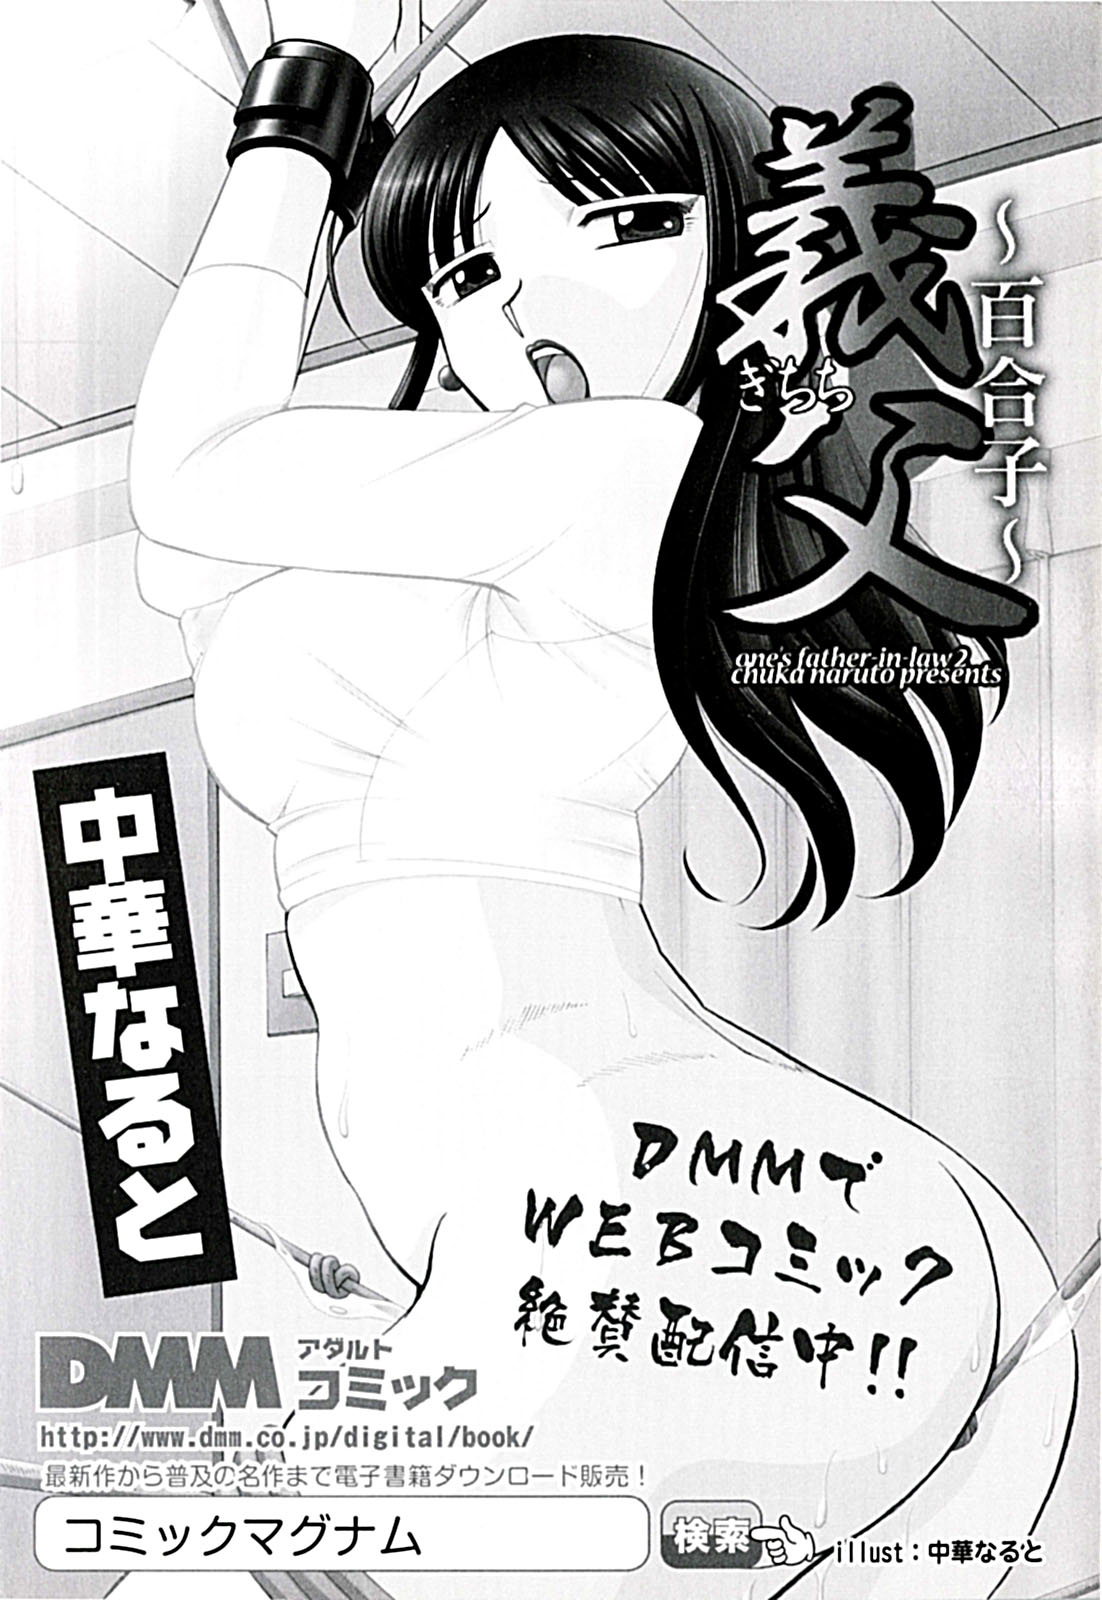 義父
ぎちち
～百合子～
one's father-in-law 2
chuka naruto presents
中華なると
DMMで
WEBコミック
絶賛配信中!!
DMM アダルト コミック
http://www.dmm.co.jp/digital/book/
最新作から普及の名作まで電子書籍ダウンロード販売！
コミックマグナム 検索
illust：中華なると